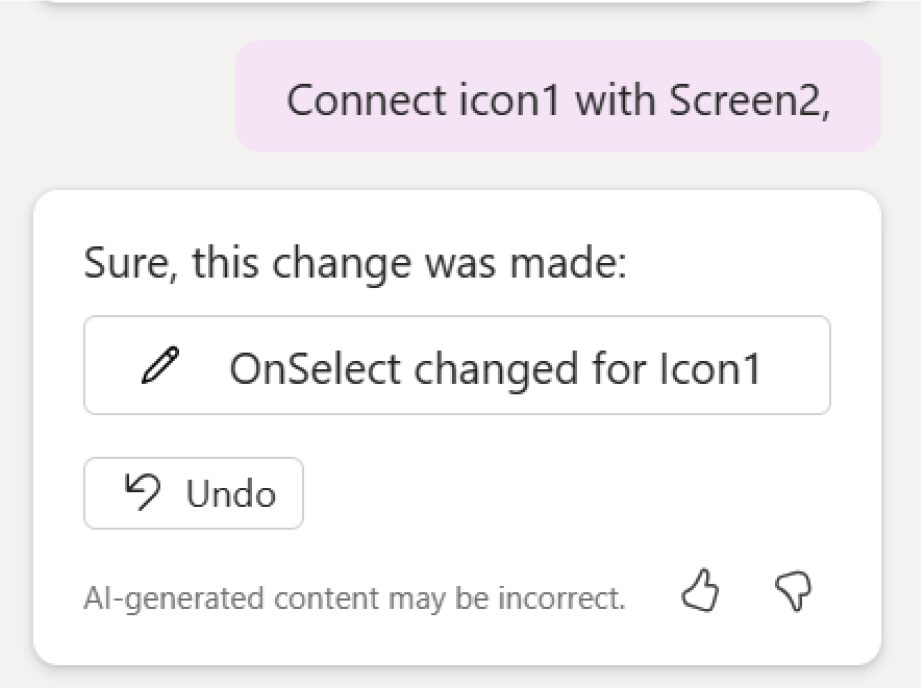 Connect icon1 with Screen2,
Sure, this change was made:
OnSelect changed for Icon1
Undo
AI-generated content may be incorrect.